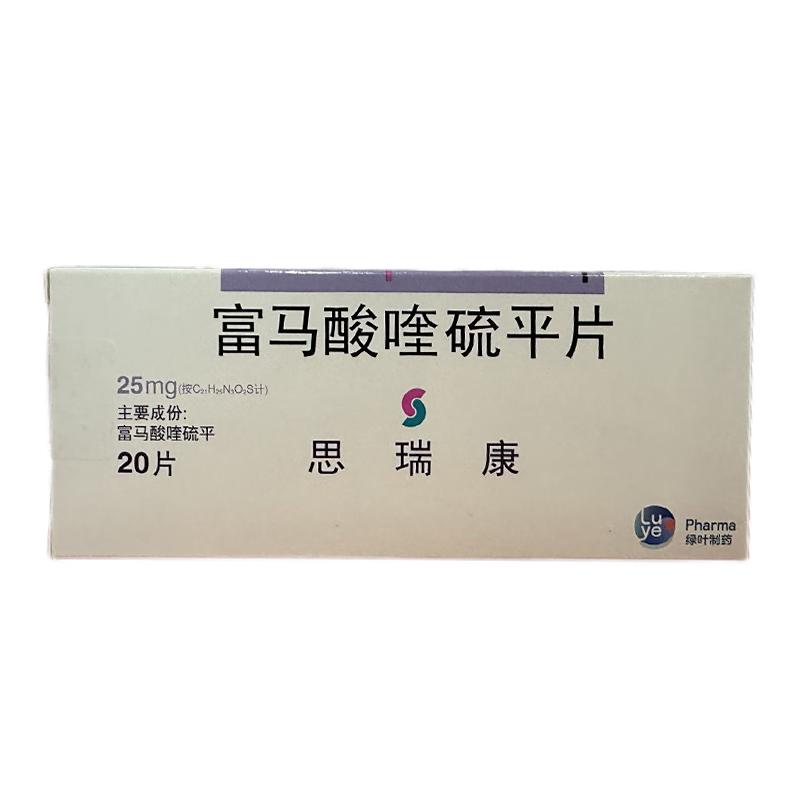 富马酸喹硫平片
25mg(按C₂₁H₂₅N₃O₂S计)
主要成份:
富马酸喹硫平
20片
思瑞康
Luye Pharma
绿叶制药